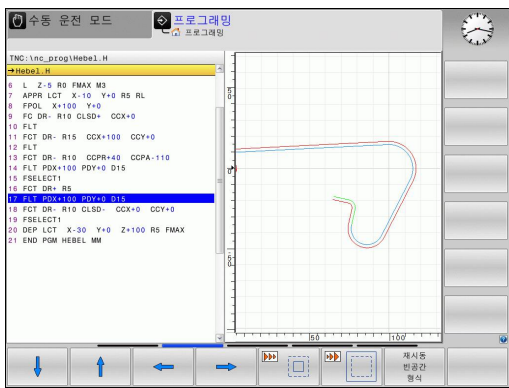 수동 운전 모드
프로그래밍
프로그래밍
TNC:\nc_prog\Hebel.H
→Hebel.H
6 L Z-5 R0 FMAX M3
7 APPR LCT X-10 Y+0 R5 RL
8 FPOL X+100 Y+0
9 FC DR- R10 CLSD+ CCX+0
10 FLT
11 FCT DR- R15 CCX+100 CCY+0
12 FLT
13 FCT DR- R10 CCPR+40 CCPA-110
14 FLT PDX+100 PDY+0 D15
15 FSELECT1
16 FCT DR+ R5
17 FLT PDX+100 PDY+0 D15
18 FCT DR- R10 CLSD- CCX+0 CCY+0
19 FSELECT1
20 DEP LCT X-30 Y+0 Z+100 R5 FMAX
21 END PGM HEBEL MM
50
0
-50
50
100
재시동
빈공간
형식